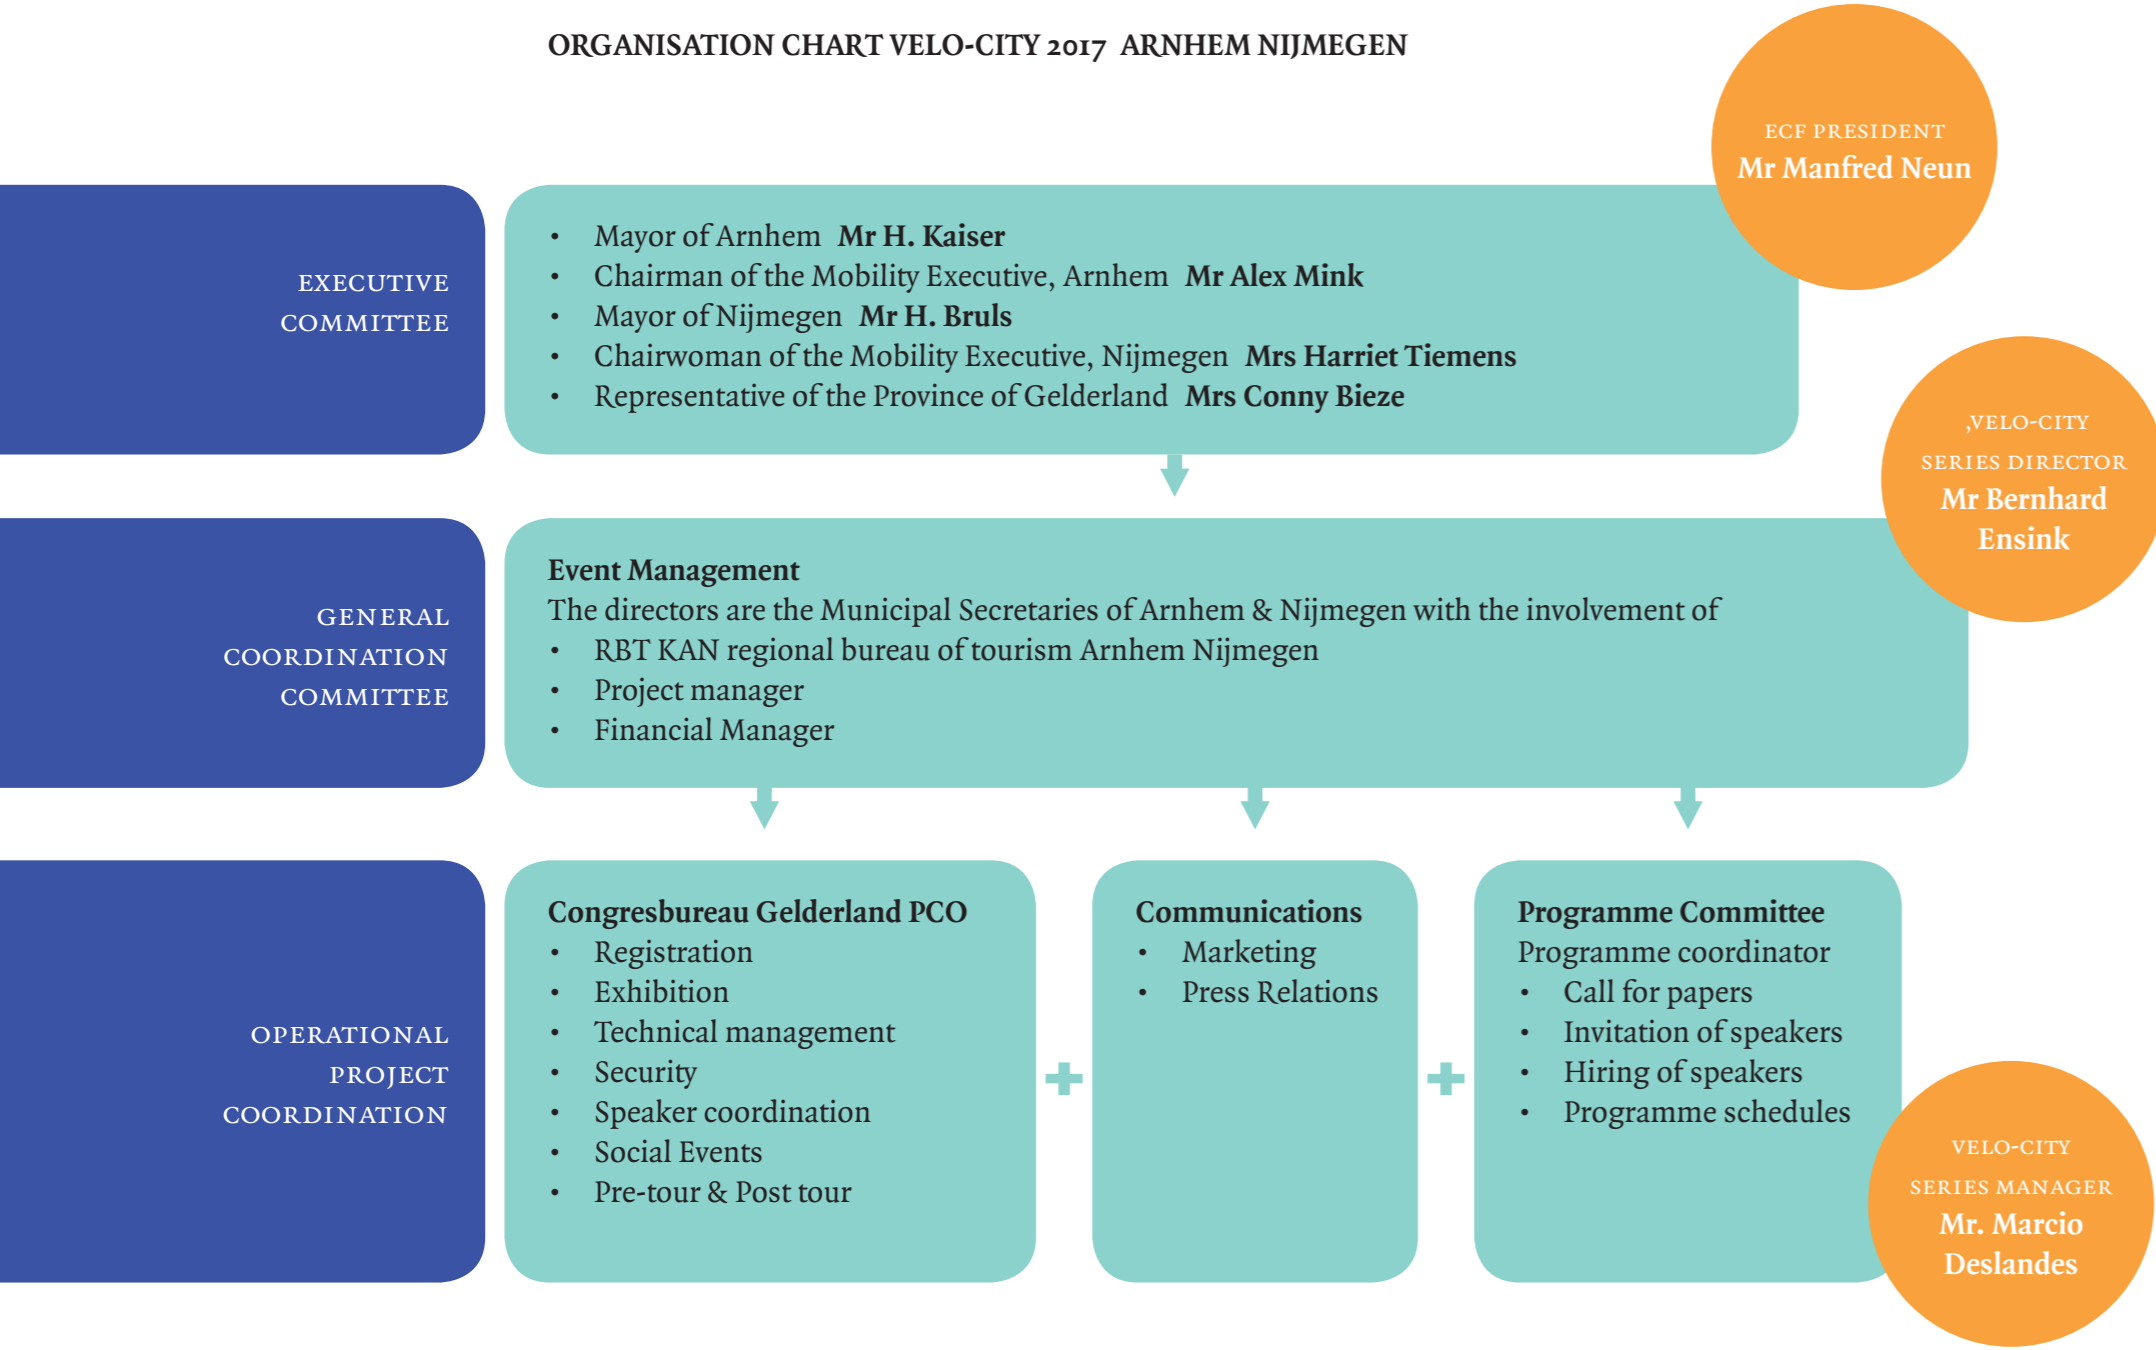 ORGANISATION CHART VELO-CITY 2017 ARNHEM NIJMEGEN
ECF PRESIDENT
Mr Manfred Neun
EXECUTIVE
COMMITTEE
• Mayor of Arnhem Mr H. Kaiser
• Chairman of the Mobility Executive, Arnhem Mr Alex Mink
• Mayor of Nijmegen Mr H. Bruls
• Chairwoman of the Mobility Executive, Nijmegen Mrs Harriet Tiemens
• Representative of the Province of Gelderland Mrs Conny Bieze
,VELO-CITY
SERIES DIRECTOR
Mr Bernhard
Ensink
GENERAL
COORDINATION
COMMITTEE
Event Management
The directors are the Municipal Secretaries of Arnhem & Nijmegen with the involvement of
• RBT KAN regional bureau of tourism Arnhem Nijmegen
• Project manager
• Financial Manager
OPERATIONAL
PROJECT
COORDINATION
Congresbureau Gelderland PCO
• Registration
• Exhibition
• Technical management
• Security
• Speaker coordination
• Social Events
• Pre-tour & Post tour
+
Communications
• Marketing
• Press Relations
+
Programme Committee
Programme coordinator
• Call for papers
• Invitation of speakers
• Hiring of speakers
• Programme schedules
VELO-CITY
SERIES MANAGER
Mr. Marcio
Deslandes